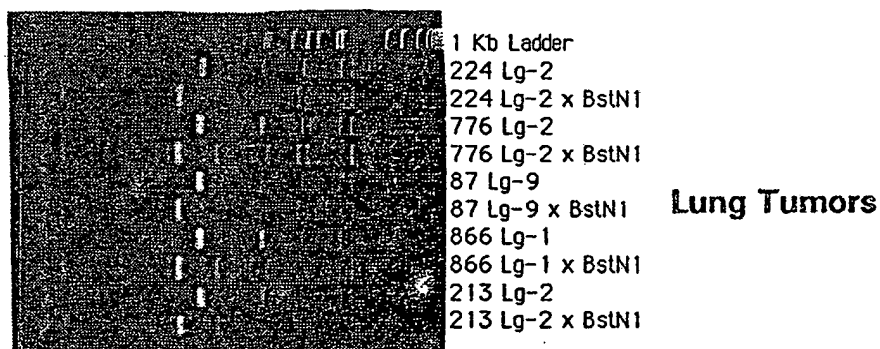 1 Kb Ladder
224 Lg-2
224 Lg-2 x BstN1
776 Lg-2
776 Lg-2 x BstN1
87 Lg-9
87 Lg-9 x BstN1
866 Lg-1
866 Lg-1 x BstN1
213 Lg-2
213 Lg-2 x BstN1
Lung Tumors